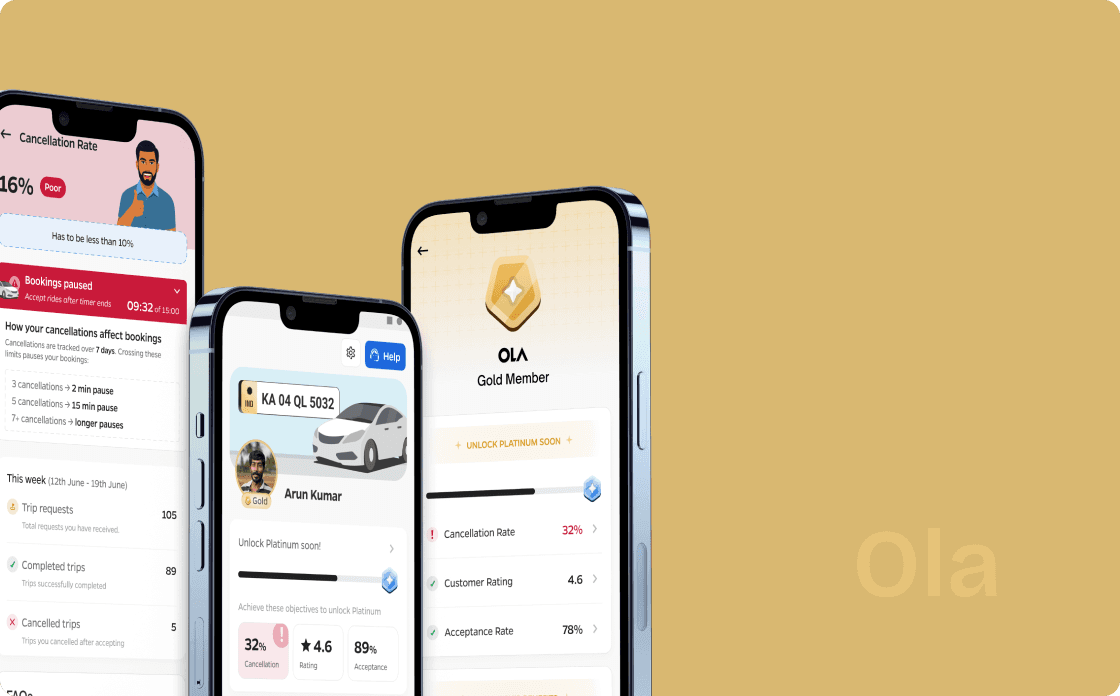 Cancellation Rate
16%
Poor
Has to be less than 10%
Bookings paused
Accept rides after timer ends
09:32 of 15:00
How your cancellations affect bookings
Cancellations are tracked over 7 days. Crossing these
limits pauses your bookings:
3 cancellations → 2 min pause
5 cancellations → 15 min pause
7+ cancellations → longer pauses
This week (12th June - 19th June)
Trip requests
105
Total requests you have received.
Completed trips
89
Trips successfully completed
Cancelled trips
5
Trips you cancelled after accepting
Help
IND
KA 04 QL 5032
Gold
Arun Kumar
Unlock Platinum soon!
Achieve these objectives to unlock Platinum
32%
Cancellation
★ 4.6
Rating
89%
Acceptance
OLA
Gold Member
UNLOCK PLATINUM SOON
Cancellation Rate
32%
Customer Rating
4.6
Acceptance Rate
78%
Ola